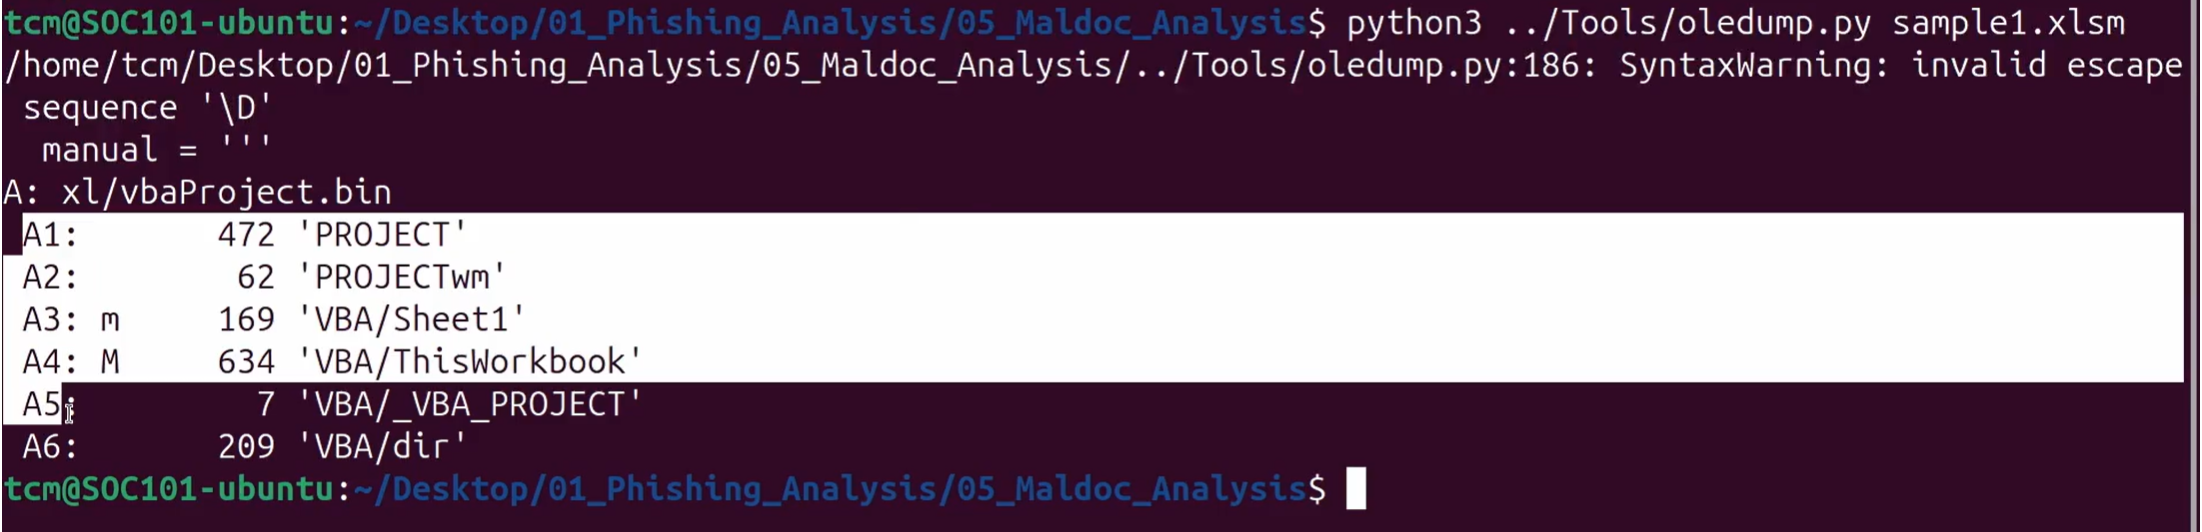 tcm@SOC101-ubuntu:~/Desktop/01_Phishing_Analysis/05_Maldoc_Analysis$ python3 ../Tools/oledump.py sample1.xlsm
/home/tcm/Desktop/01_Phishing_Analysis/05_Maldoc_Analysis/../Tools/oledump.py:186: SyntaxWarning: invalid escape
 sequence '\D'
  manual = '''
A: xl/vbaProject.bin
 A1:       472 'PROJECT'
 A2:        62 'PROJECTwm'
 A3: m     169 'VBA/Sheet1'
 A4: M     634 'VBA/ThisWorkbook'
 A5:         7 'VBA/_VBA_PROJECT'
 A6:       209 'VBA/dir'
tcm@SOC101-ubuntu:~/Desktop/01_Phishing_Analysis/05_Maldoc_Analysis$